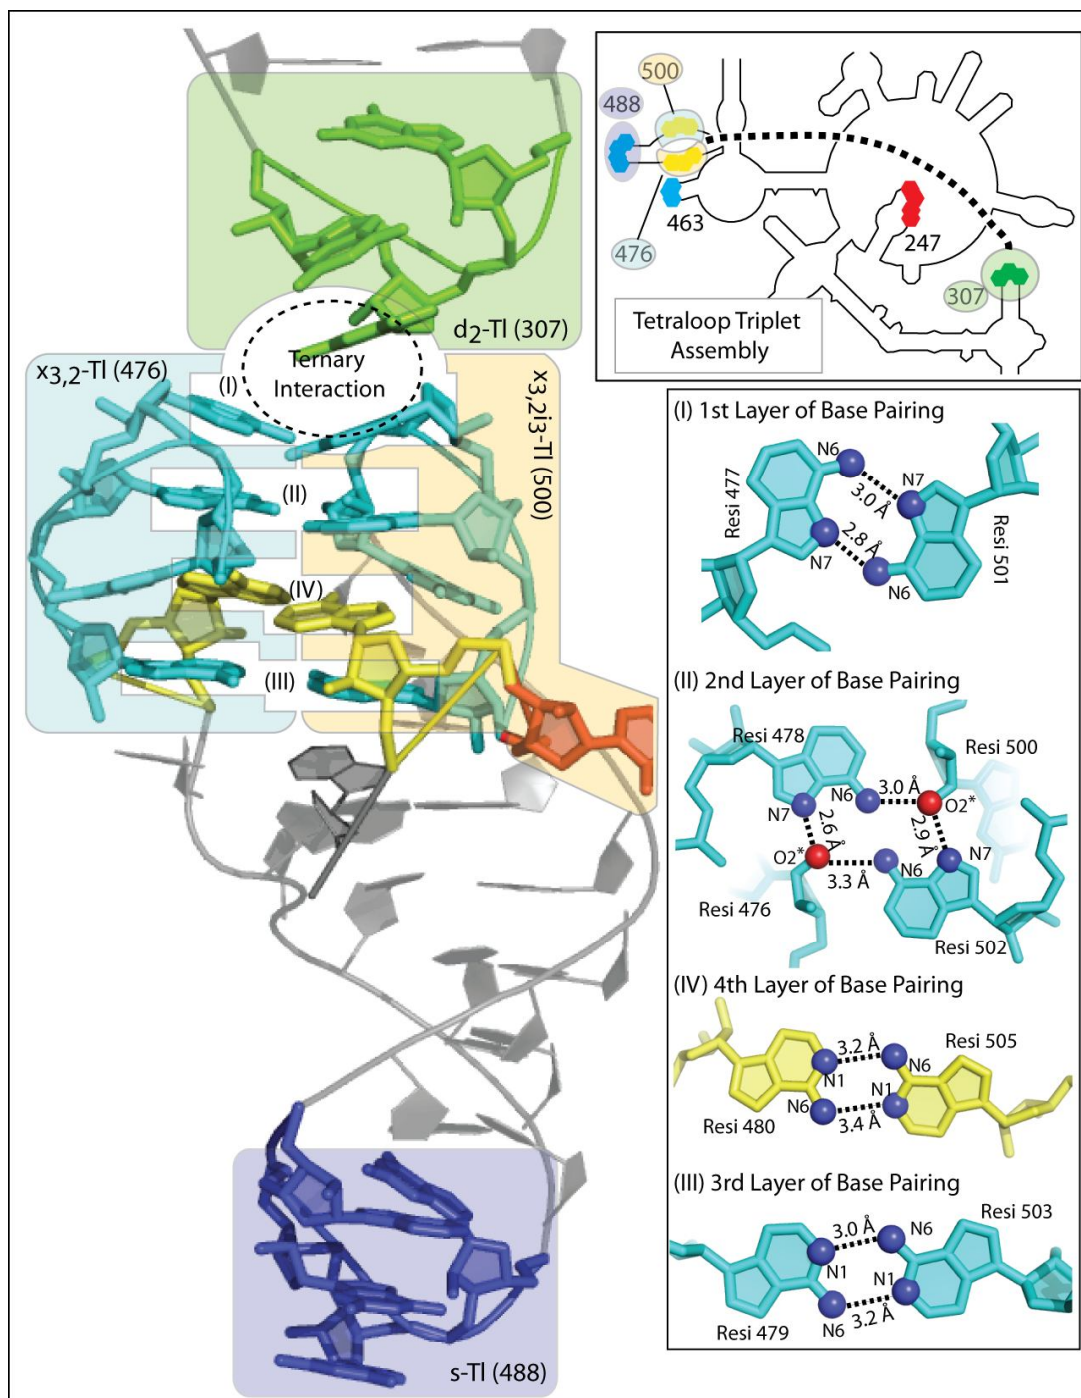 d2-Tl (307)
Ternary
Interaction
x3,2-Tl (476)
x3,2i3-Tl (500)
(I)
(II)
(IV)
(III)
s-Tl (488)
500
488
463
476
247
307
Tetraloop Triplet
Assembly
(I) 1st Layer of Base Pairing
N6
N7
3.0 Å
Resi 477
2.8 Å
N7
N6
Resi 501
(II) 2nd Layer of Base Pairing
Resi 478
Resi 500
N6
3.0 Å
O2*
N7
2.6 Å
2.9 Å
O2*
N6
N7
3.3 Å
Resi 476
Resi 502
(IV) 4th Layer of Base Pairing
3.2 Å
Resi 505
N6
N1
N1
N6
Resi 480
3.4 Å
(III) 3rd Layer of Base Pairing
3.0 Å
Resi 503
N6
N1
N1
Resi 479
N6
3.2 Å